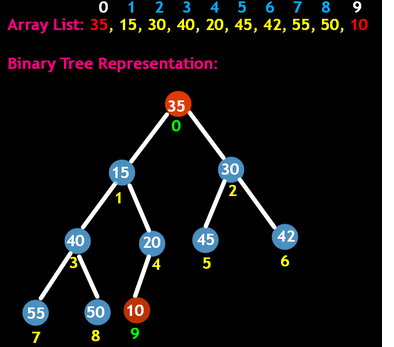 0 1 2 3 4 5 6 7 8 9
Array List: 35, 15, 30, 40, 20, 45, 42, 55, 50, 10
Binary Tree Representation:
35
0
15 30
1 2
40 20 45 42
3 4 5 6
55 50 10
7 8 9